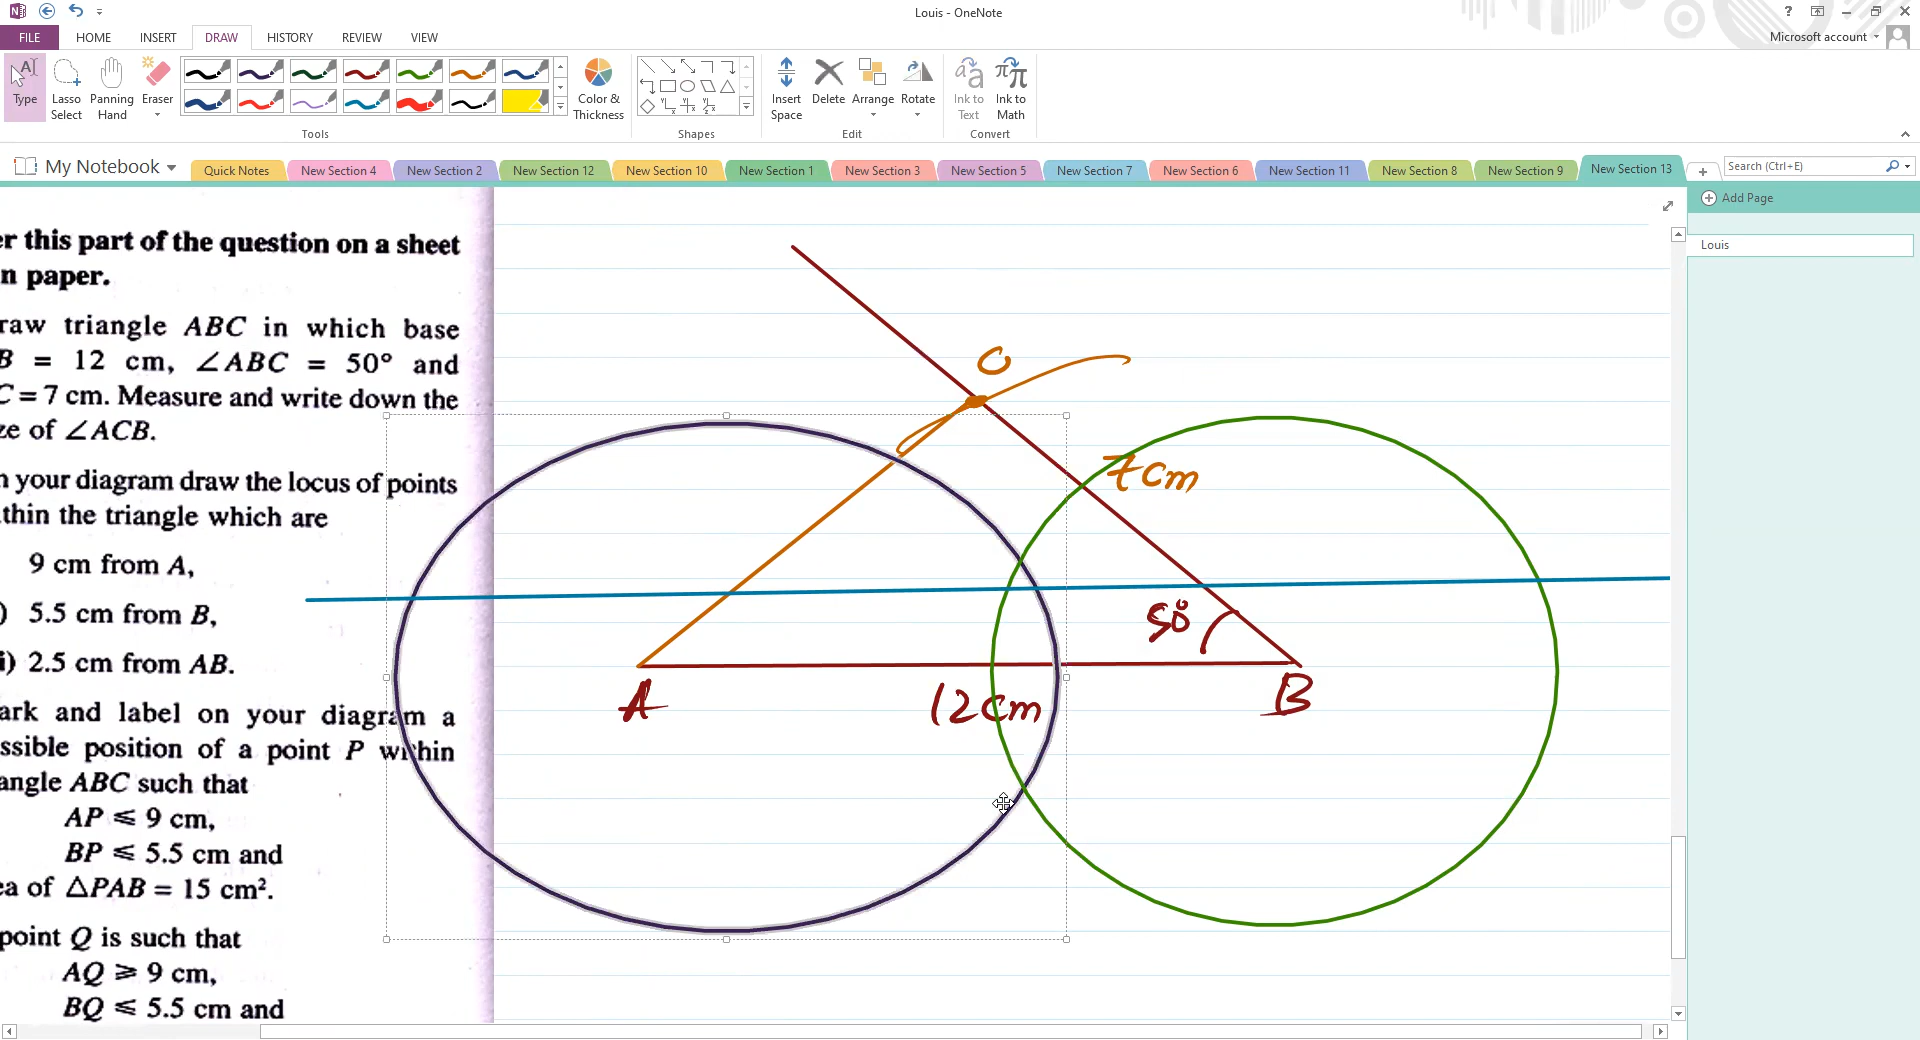 Louis - OneNote
?
FILE HOME INSERT DRAW HISTORY REVIEW VIEW
Microsoft account
Type
Lasso Select
Panning Hand
Eraser
Color & Thickness
Insert Space
Delete
Arrange
Rotate
Ink to Text
Ink to Math
Tools
Shapes
Edit
Convert
My Notebook
Quick Notes New Section 4 New Section 2 New Section 12 New Section 10 New Section 1 New Section 3 New Section 5 New Section 7 New Section 6 New Section 11 New Section 8 New Section 9 New Section 13
Search (Ctrl+E)
Add Page
Louis
er this part of the question on a sheet
n paper.
raw triangle ABC in which base
B = 12 cm, ∠ABC = 50° and
C = 7 cm. Measure and write down the
ze of ∠ACB.
n your diagram draw the locus of points
thin the triangle which are
9 cm from A,
) 5.5 cm from B,
i) 2.5 cm from AB.
ark and label on your diagram a
ssible position of a point P within
angle ABC such that
AP ⩽ 9 cm,
BP ⩽ 5.5 cm and
ea of △PAB = 15 cm².
point Q is such that
AQ ⩾ 9 cm,
BQ ⩽ 5.5 cm and
C
7cm
50°
A
12cm
B